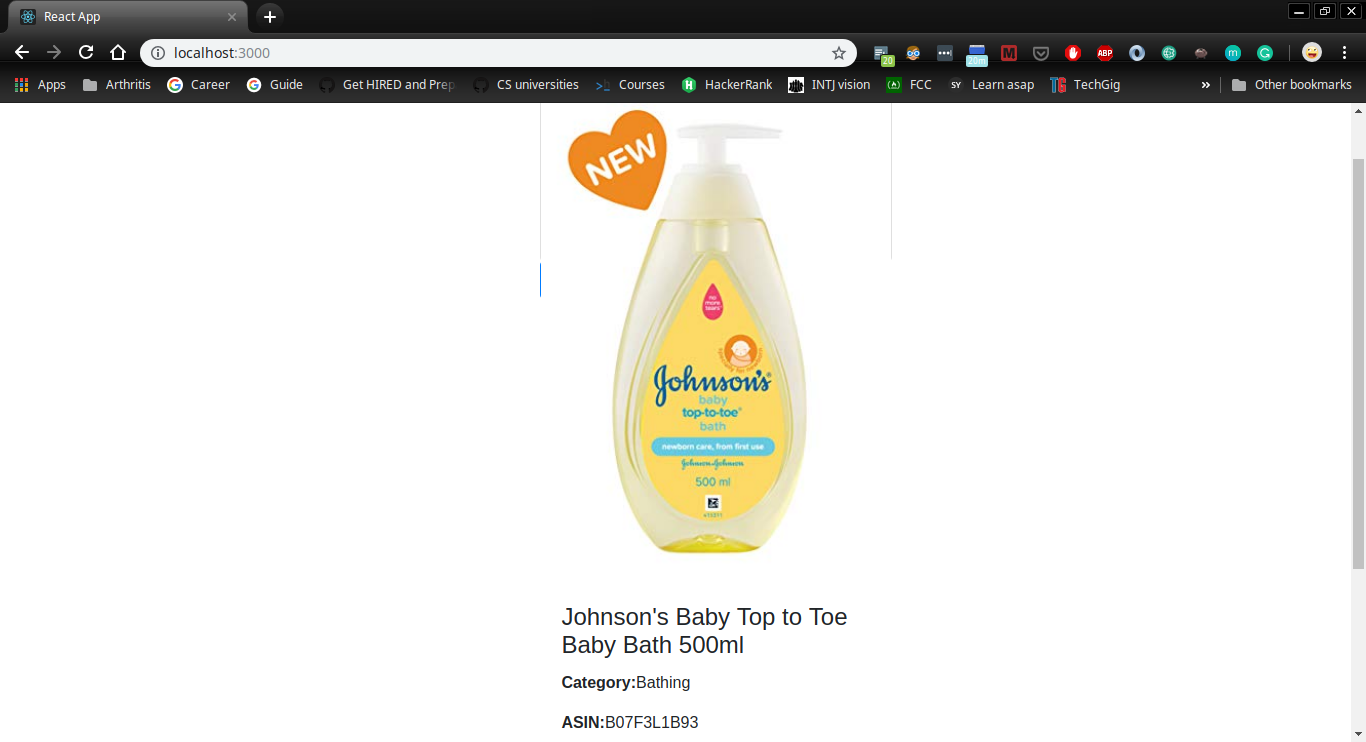 React App
localhost:3000
20
20m
ABP
Apps
Arthritis
Career
Guide
Get HIRED and Prep
CS universities
Courses
HackerRank
INTJ vision
FCC
SY Learn asap
TG TechGig
»
Other bookmarks
NEW
no
more
tears
Johnson's®
baby
top-to-toe®
bath
newborn care, from first use
Johnson & Johnson
500 ml
Johnson's Baby Top to Toe
Baby Bath 500ml
Category:Bathing
ASIN:B07F3L1B93